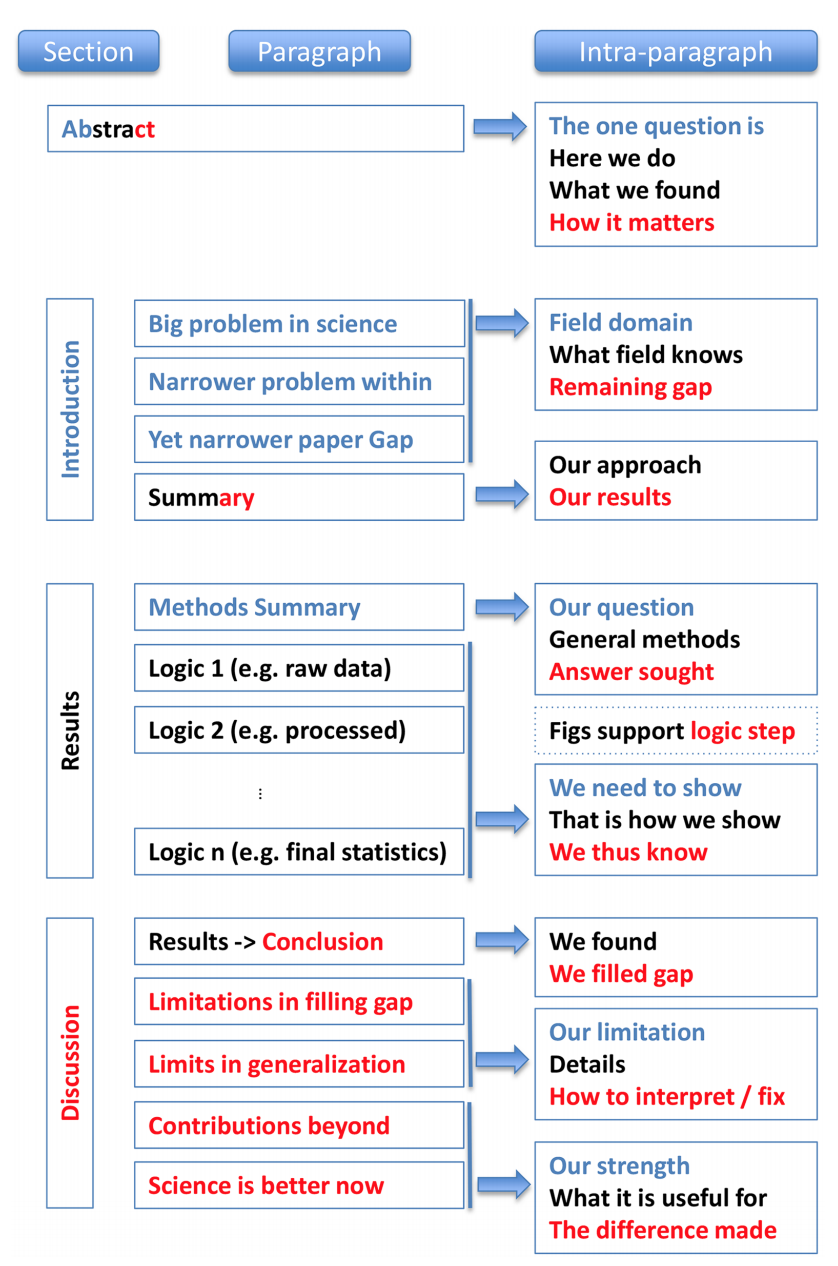 Section
Paragraph
Intra-paragraph
Abstract
The one question is
Here we do
What we found
How it matters
Introduction
Big problem in science
Narrower problem within
Yet narrower paper Gap
Summary
Field domain
What field knows
Remaining gap
Our approach
Our results
Results
Methods Summary
Logic 1 (e.g. raw data)
Logic 2 (e.g. processed)
...
Logic n (e.g. final statistics)
Our question
General methods
Answer sought
Figs support logic step
We need to show
That is how we show
We thus know
Discussion
Results -> Conclusion
Limitations in filling gap
Limits in generalization
Contributions beyond
Science is better now
We found
We filled gap
Our limitation
Details
How to interpret / fix
Our strength
What it is useful for
The difference made